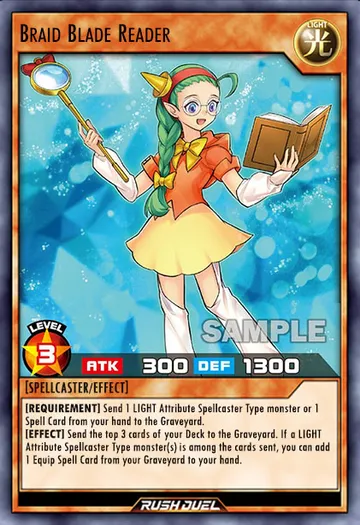 BRAID BLADE READER
LIGHT
光
SAMPLE
LEVEL
3
ATK 300 DEF 1300
[SPELLCASTER/EFFECT]
[REQUIREMENT] Send 1 LIGHT Attribute Spellcaster Type monster or 1
Spell Card from your hand to the Graveyard.
[EFFECT] Send the top 3 cards of your Deck to the Graveyard. If a LIGHT
Attribute Spellcaster Type monster(s) is among the cards sent, you can add
1 Equip Spell Card from your Graveyard to your hand.
RUSH DUEL